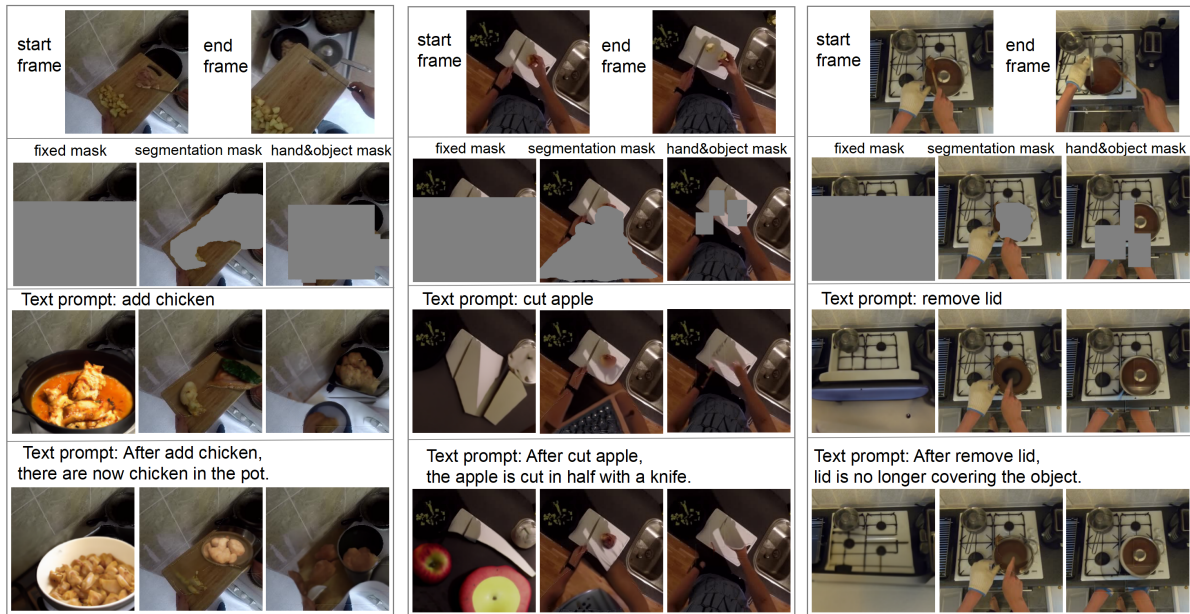 start
frame
end
frame
fixed mask
segmentation mask
hand&object mask
Text prompt: add chicken
Text prompt: After add chicken,
there are now chicken in the pot.
start
frame
end
frame
fixed mask
segmentation mask
hand&object mask
Text prompt: cut apple
Text prompt: After cut apple,
the apple is cut in half with a knife.
start
frame
end
frame
fixed mask
segmentation mask
hand&object mask
Text prompt: remove lid
Text prompt: After remove lid,
lid is no longer covering the object.